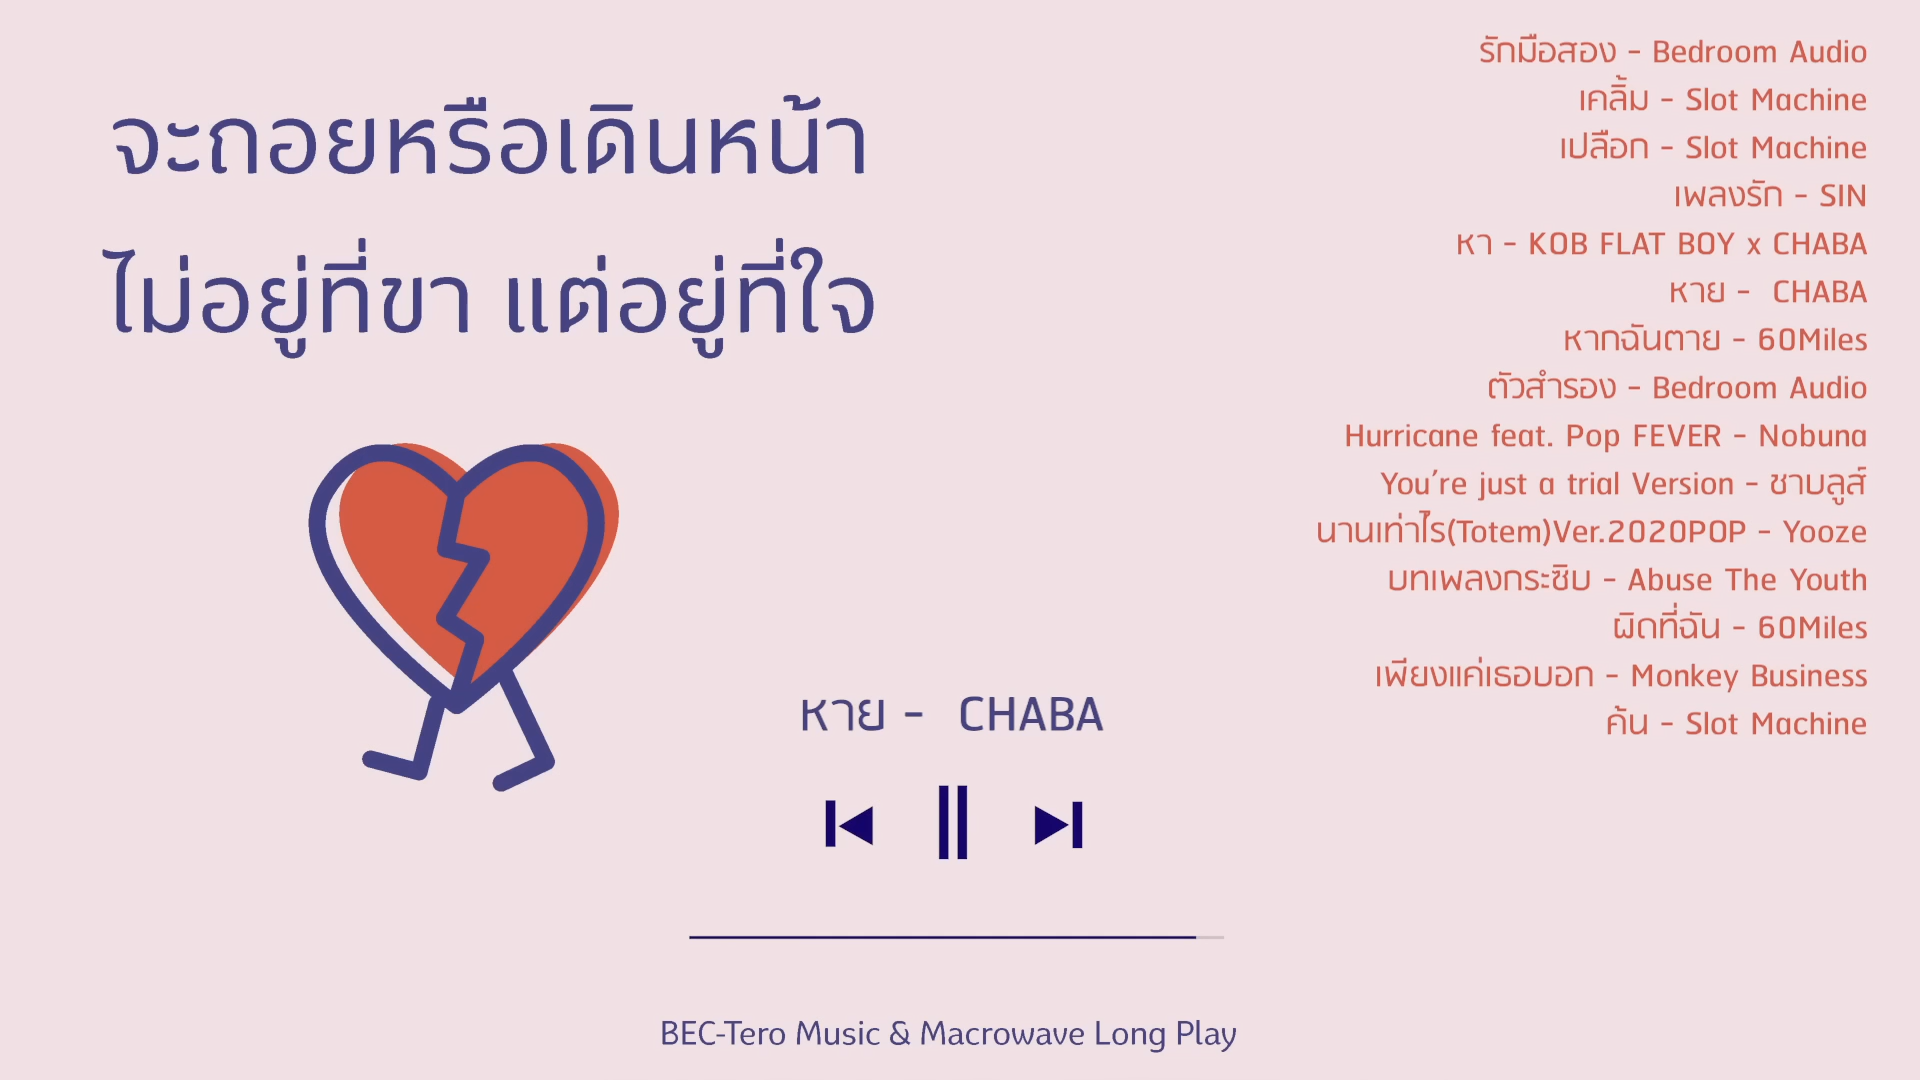 จะถอยหรือเดินหน้า
ไม่อยู่ที่ขา แต่อยู่ที่ใจ
รักมือสอง - Bedroom Audio
เคลิ้ม - Slot Machine
เปลือก - Slot Machine
เพลงรัก - SIN
หา - KOB FLAT BOY x CHABA
หาย - CHABA
หากฉันตาย - 60Miles
ตัวสำรอง - Bedroom Audio
Hurricane feat. Pop FEVER - Nobuna
You’re just a trial Version - ชาบลูส์
นานเท่าไร(Totem)Ver.2020POP - Yooze
บทเพลงกระซิบ - Abuse The Youth
ผิดที่ฉัน - 60Miles
เพียงแค่เธอบอก - Monkey Business
ค้น - Slot Machine
หาย - CHABA
BEC-Tero Music & Macrowave Long Play